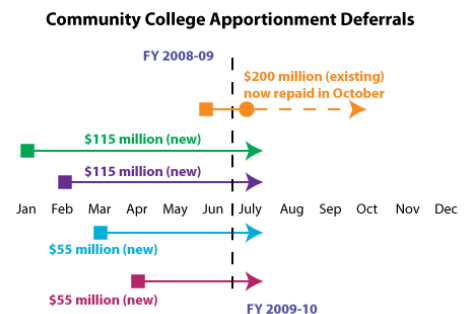 Community College Apportionment Deferrals
FY 2008-09
$200 million (existing)
now repaid in October
$115 million (new)
$115 million (new)
Jan Feb Mar Apr May Jun July Aug Sep Oct Nov Dec
$55 million (new)
$55 million (new)
FY 2009-10